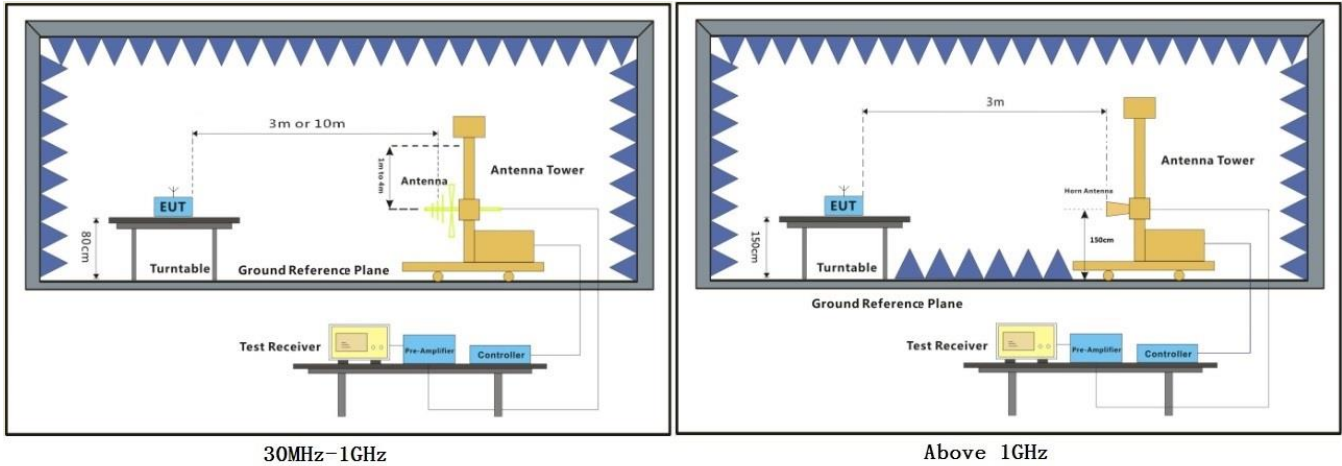 3m or 10m
1m to 4m
Antenna
Antenna Tower
EUT
80cm
Turntable
Ground Reference Plane
Test Receiver
Pre-Amplifier
Controller
30MHz-1GHz
3m
Antenna Tower
Horn Antenna
EUT
150cm
150cm
Turntable
Ground Reference Plane
Test Receiver
Pre-Amplifier
Controller
Above 1GHz